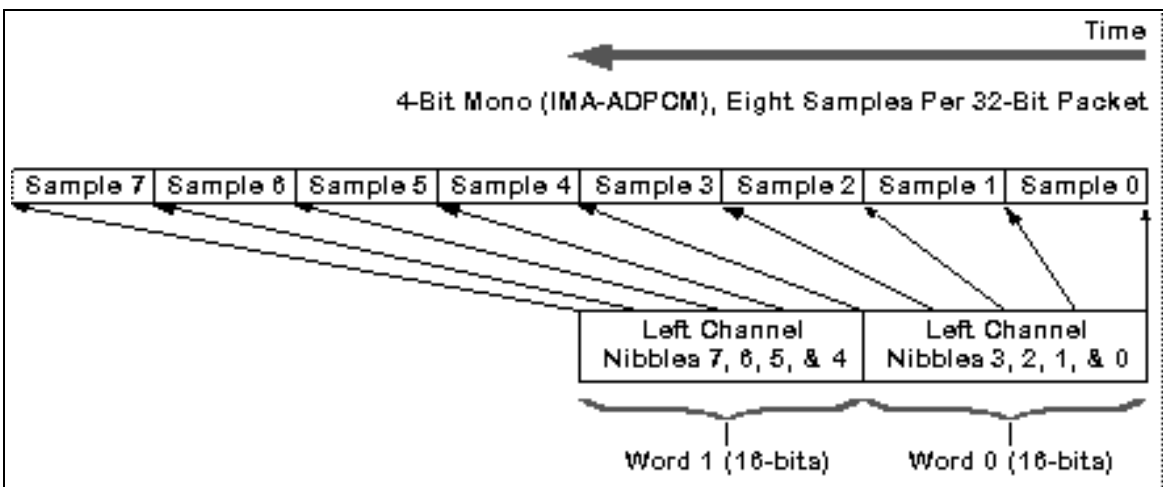 Time
4-Bit Mono (IMA-ADPCM), Eight Samples Per 32-Bit Packet
Sample 7 Sample 6 Sample 5 Sample 4 Sample 3 Sample 2 Sample 1 Sample 0
Left Channel
Nibbles 7, 6, 5, & 4
Left Channel
Nibbles 3, 2, 1, & 0
Word 1 (16-bits) Word 0 (16-bits)